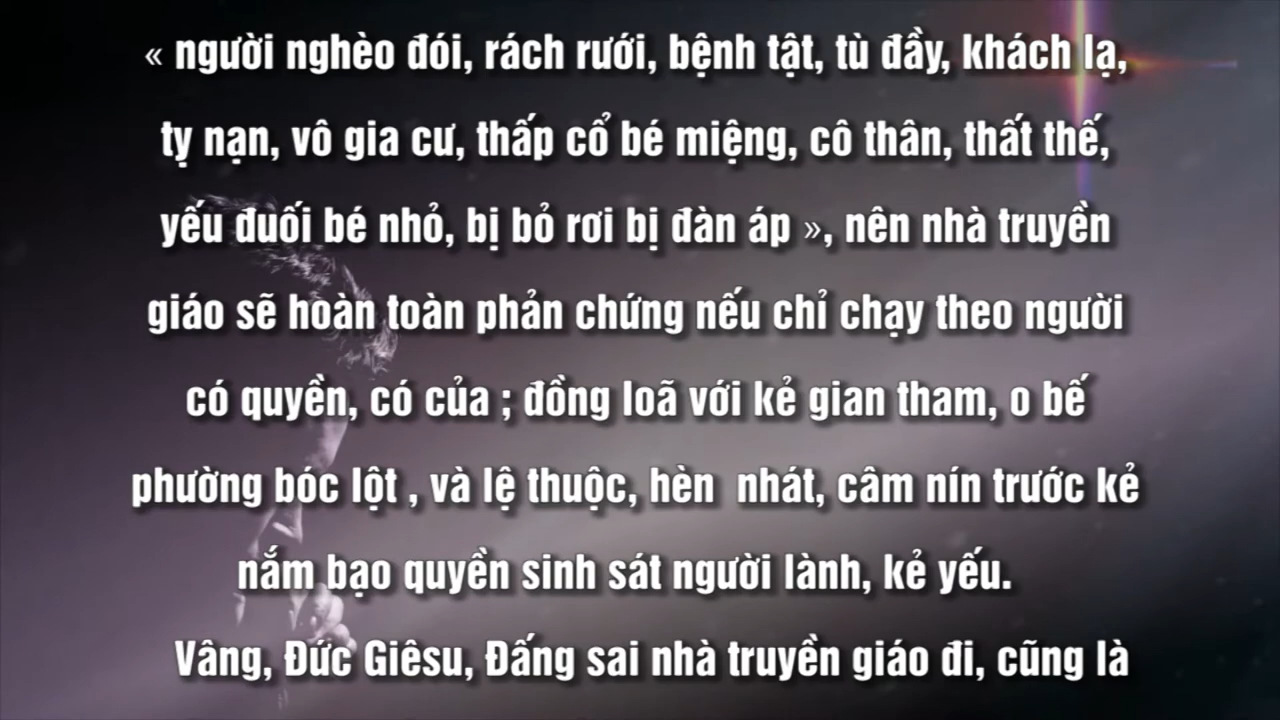 « người nghèo đói, rách rưới, bệnh tật, tù đầy, khách lạ,
tỵ nạn, vô gia cư, thấp cổ bé miệng, cô thân, thất thế,
yếu đuối bé nhỏ, bị bỏ rơi bị đàn áp », nên nhà truyền
giáo sẽ hoàn toàn phản chứng nếu chỉ chạy theo người
có quyền, có của ; đồng loã với kẻ gian tham, o bế
phường bóc lột , và lệ thuộc, hèn  nhát, câm nín trước kẻ
nắm bạo quyền sinh sát người lành, kẻ yếu.
Vâng, Đức Giêsu, Đấng sai nhà truyền giáo đi, cũng là